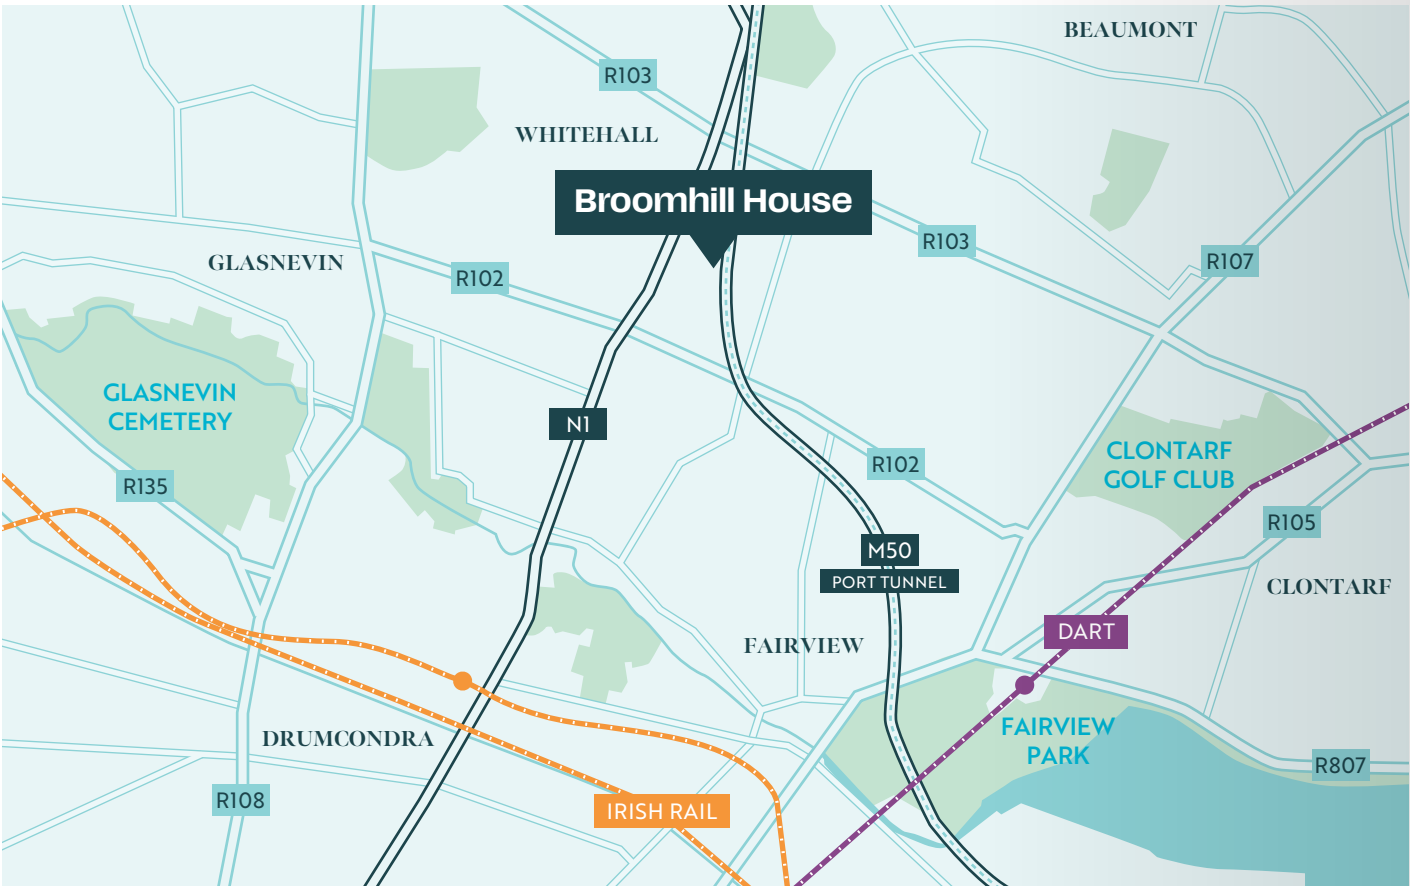 BEAUMONT
R103
WHITEHALL
Broomhill House
R103
GLASNEVIN
R102
R107
GLASNEVIN
CEMETERY
N1
CLONTARF
GOLF CLUB
R102
R135
R105
M50
PORT TUNNEL
CLONTARF
DART
FAIRVIEW
FAIRVIEW
PARK
DRUMCONDRA
R807
R108
IRISH RAIL